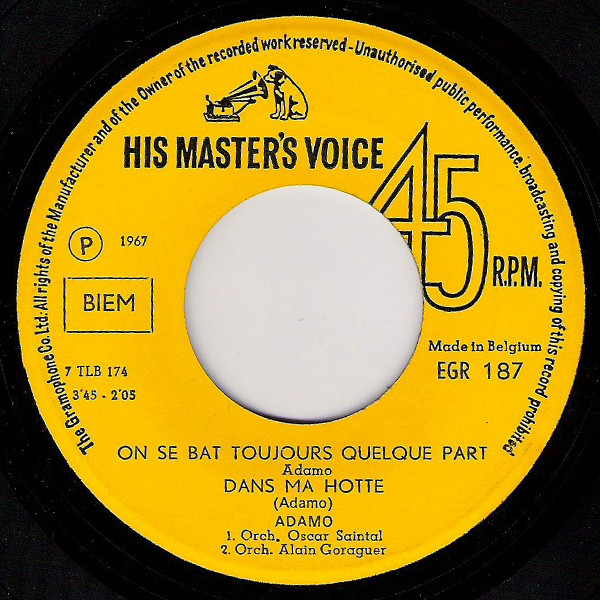 The Gramophone Co. Ltd. All rights of the Manufacturer and of the Owner of the recorded work reserved - Unauthorised public performance, broadcasting and copying of this record prohibited
HIS MASTER'S VOICE
45
R.P.M.
P 1967
BIEM
Made in Belgium
7 TLB 174
EGR 187
3'45 - 2'05
ON SE BAT TOUJOURS QUELQUE PART
Adamo
DANS MA HOTTE
(Adamo)
ADAMO
1. Orch. Oscar Saintal
2. Orch. Alain Goraguer